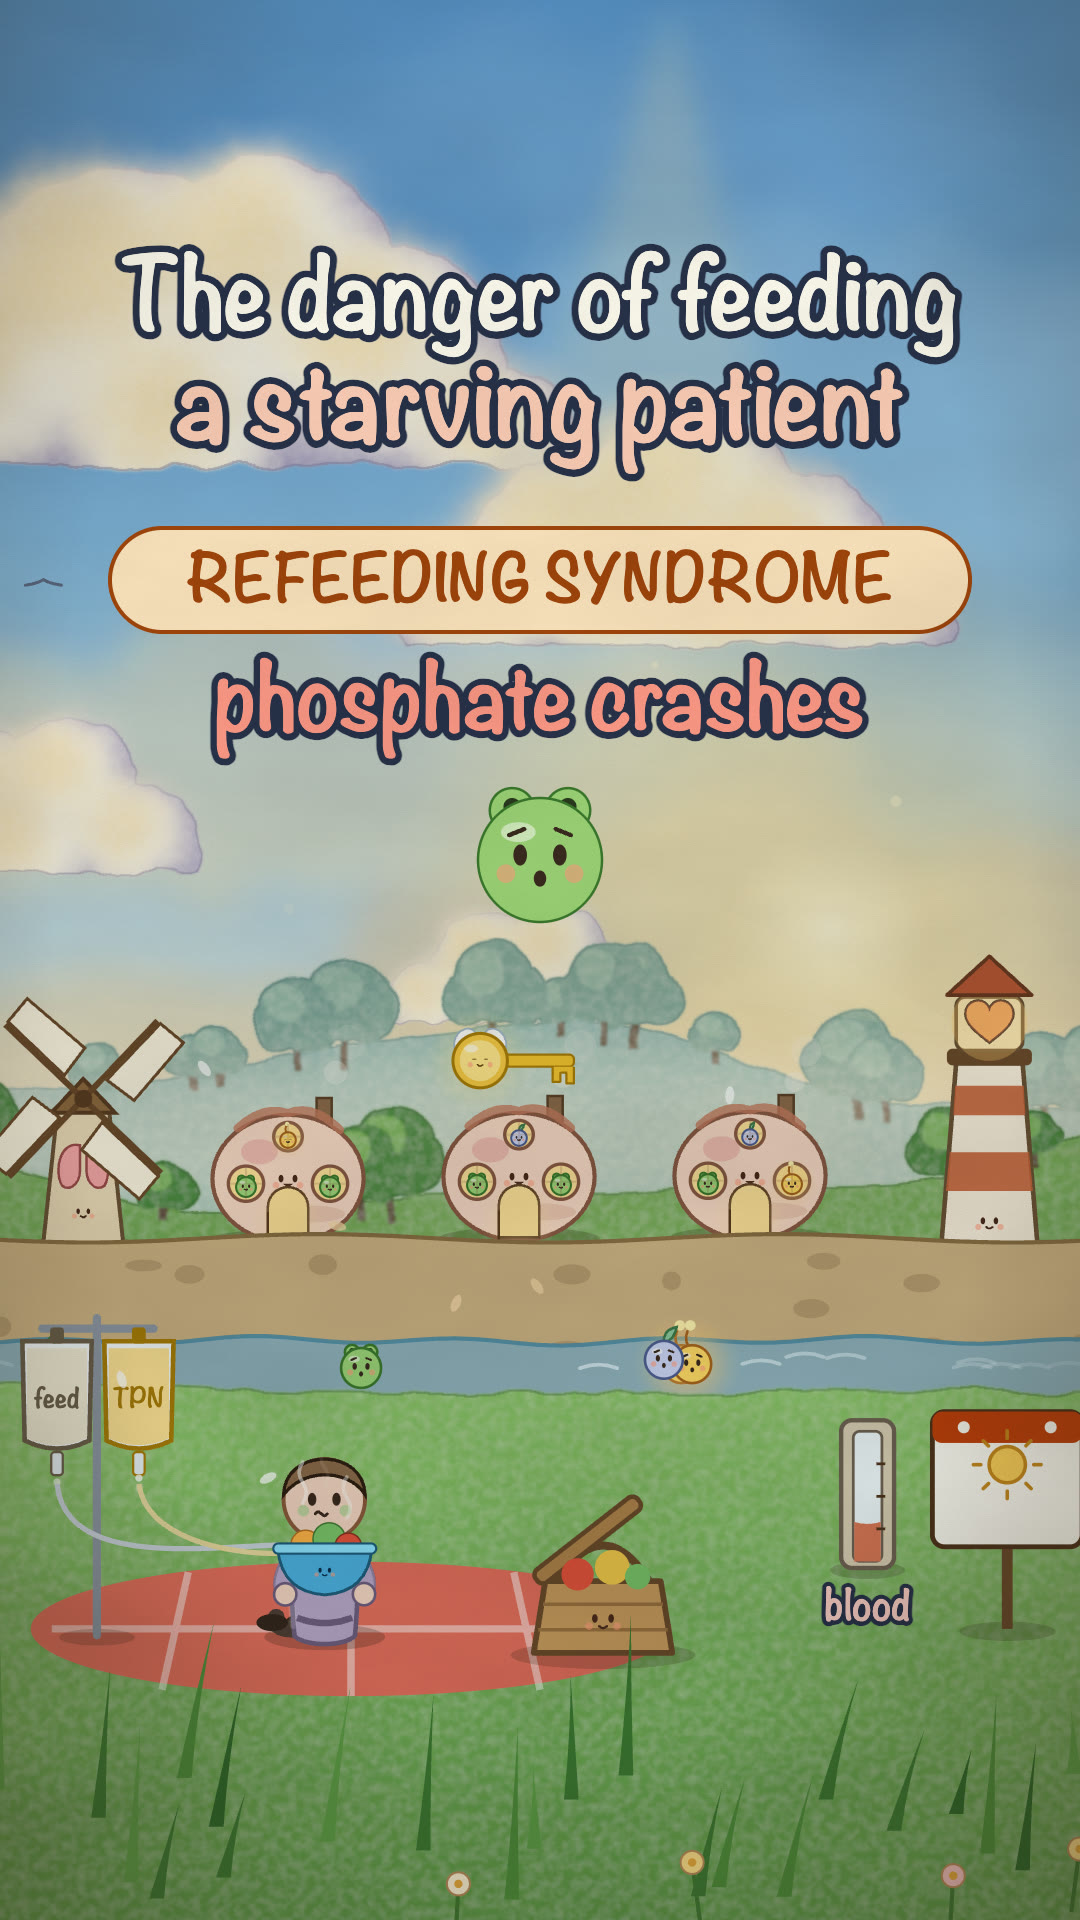 The danger of feeding
a starving patient
REFEEDING SYNDROME
phosphate crashes
feed
TPN
blood